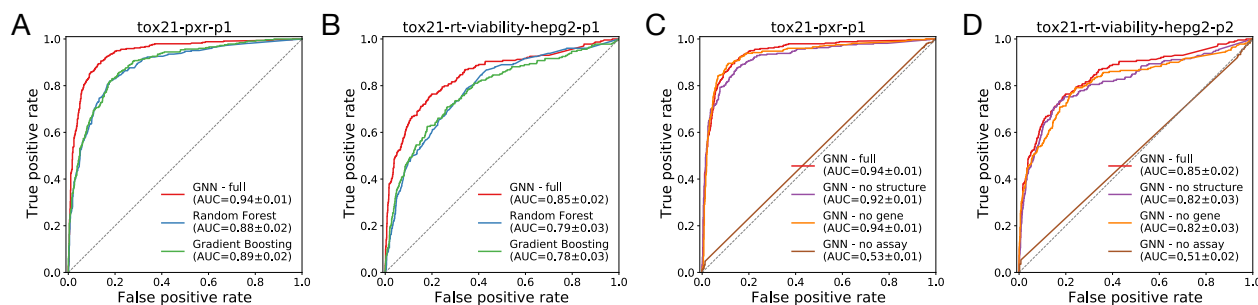 A
tox21-pxr-p1
True positive rate
1.0
0.8
0.6
0.4
0.2
0.0
GNN - full
(AUC=0.94±0.01)
Random Forest
(AUC=0.88±0.02)
Gradient Boosting
(AUC=0.89±0.02)
0.0 0.2 0.4 0.6 0.8 1.0
False positive rate
B
tox21-rt-viability-hepg2-p1
True positive rate
1.0
0.8
0.6
0.4
0.2
0.0
GNN - full
(AUC=0.85±0.02)
Random Forest
(AUC=0.79±0.03)
Gradient Boosting
(AUC=0.78±0.03)
0.0 0.2 0.4 0.6 0.8 1.0
False positive rate
C
tox21-pxr-p1
True positive rate
1.0
0.8
0.6
0.4
0.2
0.0
GNN - full
(AUC=0.94±0.01)
GNN - no structure
(AUC=0.92±0.01)
GNN - no gene
(AUC=0.94±0.01)
GNN - no assay
(AUC=0.53±0.01)
0.0 0.2 0.4 0.6 0.8 1.0
False positive rate
D
tox21-rt-viability-hepg2-p2
True positive rate
1.0
0.8
0.6
0.4
0.2
0.0
GNN - full
(AUC=0.85±0.02)
GNN - no structure
(AUC=0.82±0.03)
GNN - no gene
(AUC=0.82±0.03)
GNN - no assay
(AUC=0.51±0.02)
0.0 0.2 0.4 0.6 0.8 1.0
False positive rate